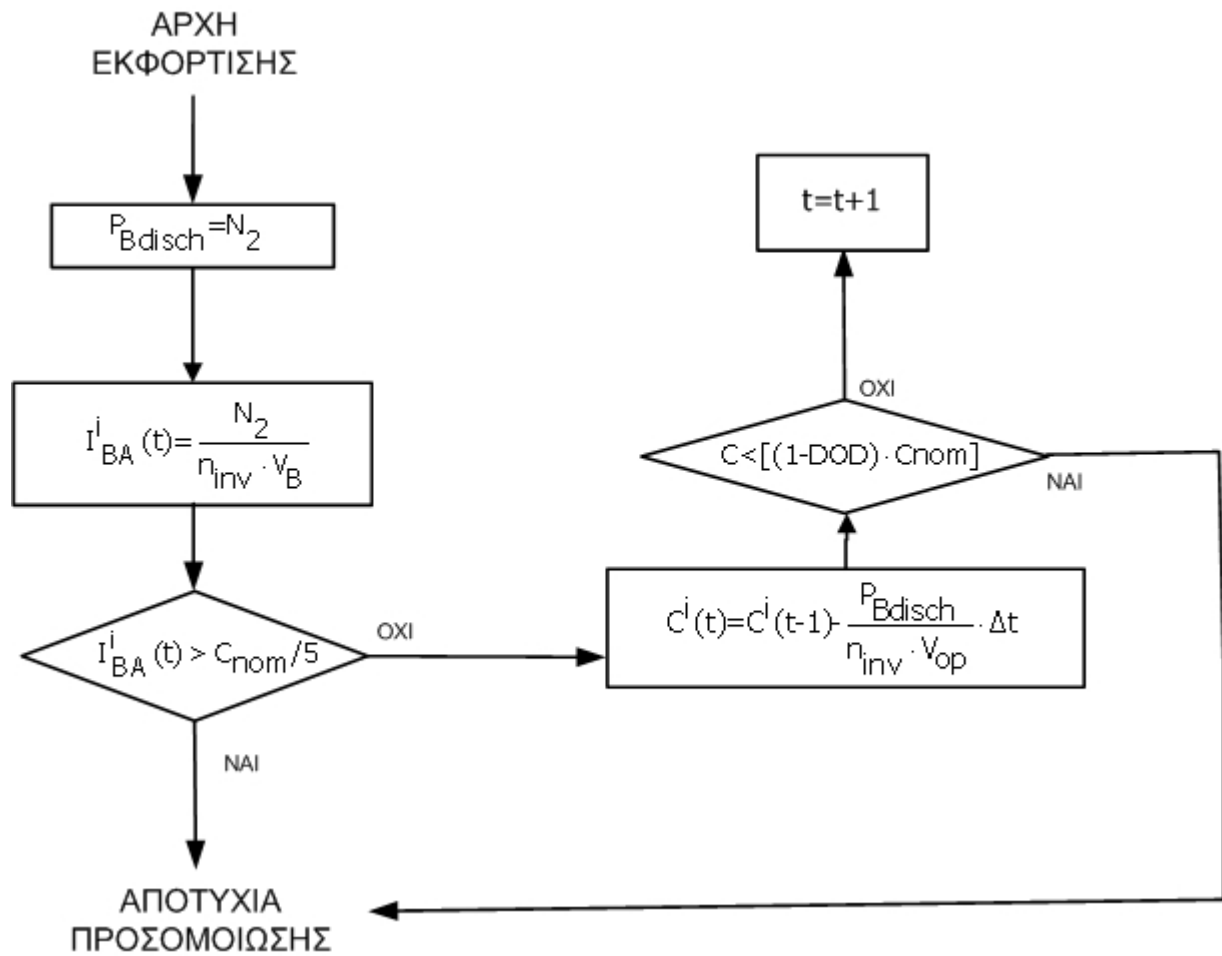 ΑΡΧΗ
ΕΚΦΟΡΤΙΣΗΣ
P_Bdisch=N_2
I^i_BA (t)=N_2/(n_inv · V_B)
I^i_BA (t) > C_nom/5
ΟΧΙ
ΝΑΙ
ΑΠΟΤΥΧΙΑ
ΠΡΟΣΟΜΟΙΩΣΗΣ
C^i(t)=C^i(t-1)-P_Bdisch/(n_inv · V_op) · Δt
C<[(1-DOD) · Cnom]
ΟΧΙ
ΝΑΙ
t=t+1